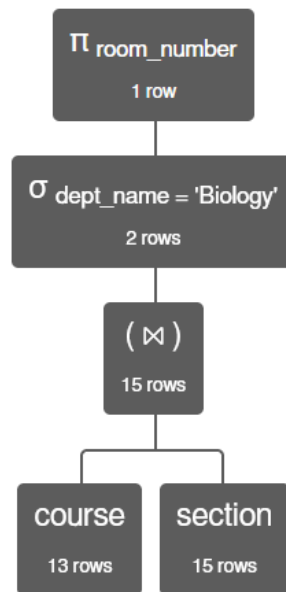 π room_number
1 row
σ dept_name = 'Biology'
2 rows
( ⋈ )
15 rows
course
13 rows
section
15 rows